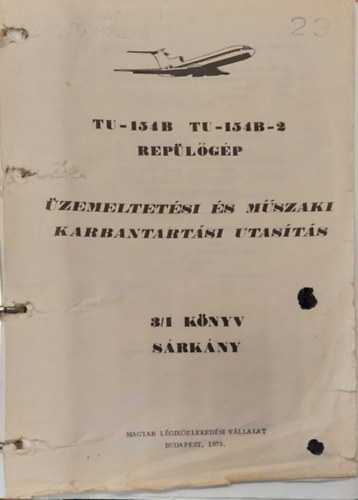 23
TU-154B TU-154B-2
REPÜLŐGÉP
ÜZEMELTETÉSI ÉS MŰSZAKI
KARBANTARTÁSI UTASÍTÁS
3/1 KÖNYV
SÁRKÁNY
MAGYAR LÉGIKÖZLEKEDÉSI VÁLLALAT
BUDAPEST,